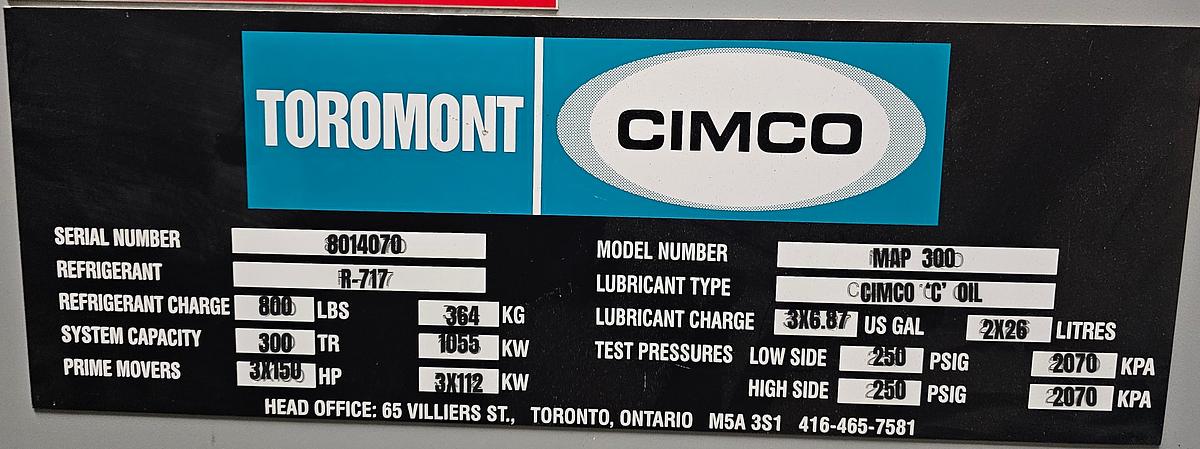 TOROMONT CIMCO
SERIAL NUMBER 8014070
REFRIGERANT R-717
REFRIGERANT CHARGE 800 LBS 364 KG
SYSTEM CAPACITY 300 TR 1055 KW
PRIME MOVERS 3X150 HP 3X112 KW
MODEL NUMBER MAP 300
LUBRICANT TYPE CIMCO 'C' OIL
LUBRICANT CHARGE 3X6.87 US GAL 2X26 LITRES
TEST PRESSURES LOW SIDE 250 PSIG 2070 KPA
HIGH SIDE 250 PSIG 2070 KPA
HEAD OFFICE: 65 VILLIERS ST., TORONTO, ONTARIO M5A 3S1 416-465-7581